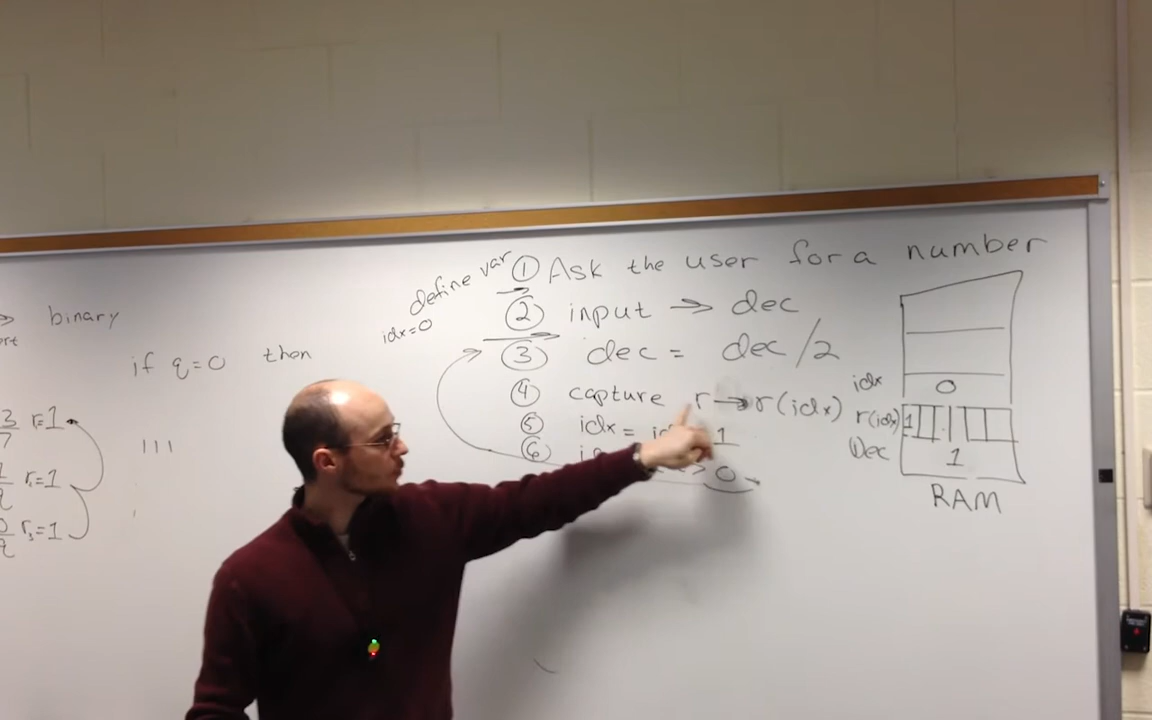 binary
if q=0 then
r=1
r=1
r=1
111
define var
idx=0
① Ask the user for a number
② input → dec
③ dec = dec/2
④ capture r → r(idx)
⑤ idx = 1
⑥ > 0
idx 0
r(idx) 1
Dec 1
RAM